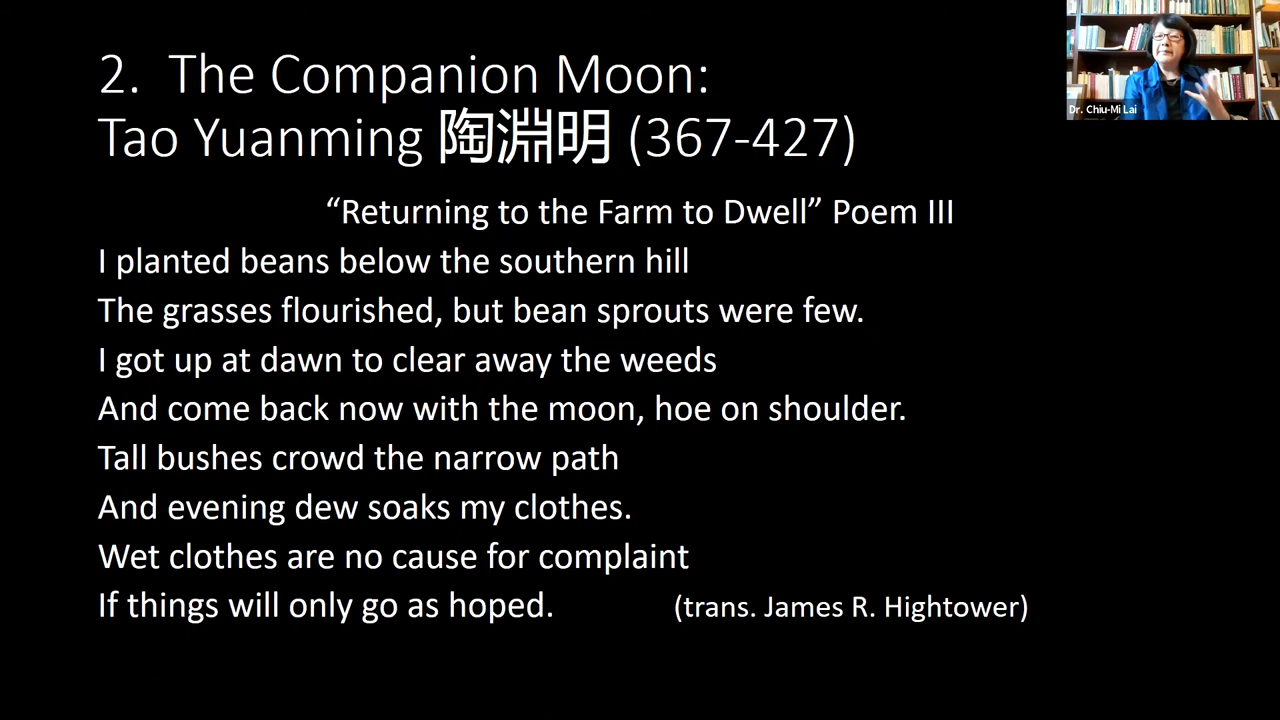 2. The Companion Moon:
Tao Yuanming 陶淵明 (367-427)
“Returning to the Farm to Dwell” Poem III
I planted beans below the southern hill
The grasses flourished, but bean sprouts were few.
I got up at dawn to clear away the weeds
And come back now with the moon, hoe on shoulder.
Tall bushes crowd the narrow path
And evening dew soaks my clothes.
Wet clothes are no cause for complaint
If things will only go as hoped. (trans. James R. Hightower)
Dr. Chiu-Mi Lai